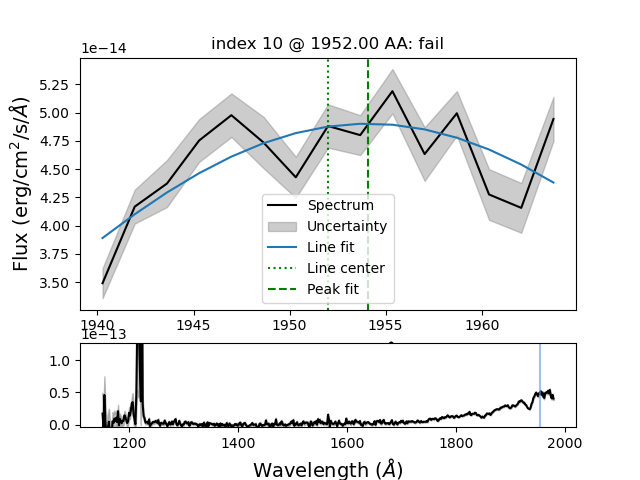 index 10 @ 1952.00 AA: fail
1e−14
5.25
5.00
4.75
4.50
4.25
4.00
3.75
3.50
Flux (erg/cm²/s/Å)
Spectrum
Uncertainty
Line fit
Line center
Peak fit
1940
1945
1950
1955
1960
1e−13
1.0
0.5
0.0
1200
1400
1600
1800
2000
Wavelength (Å)